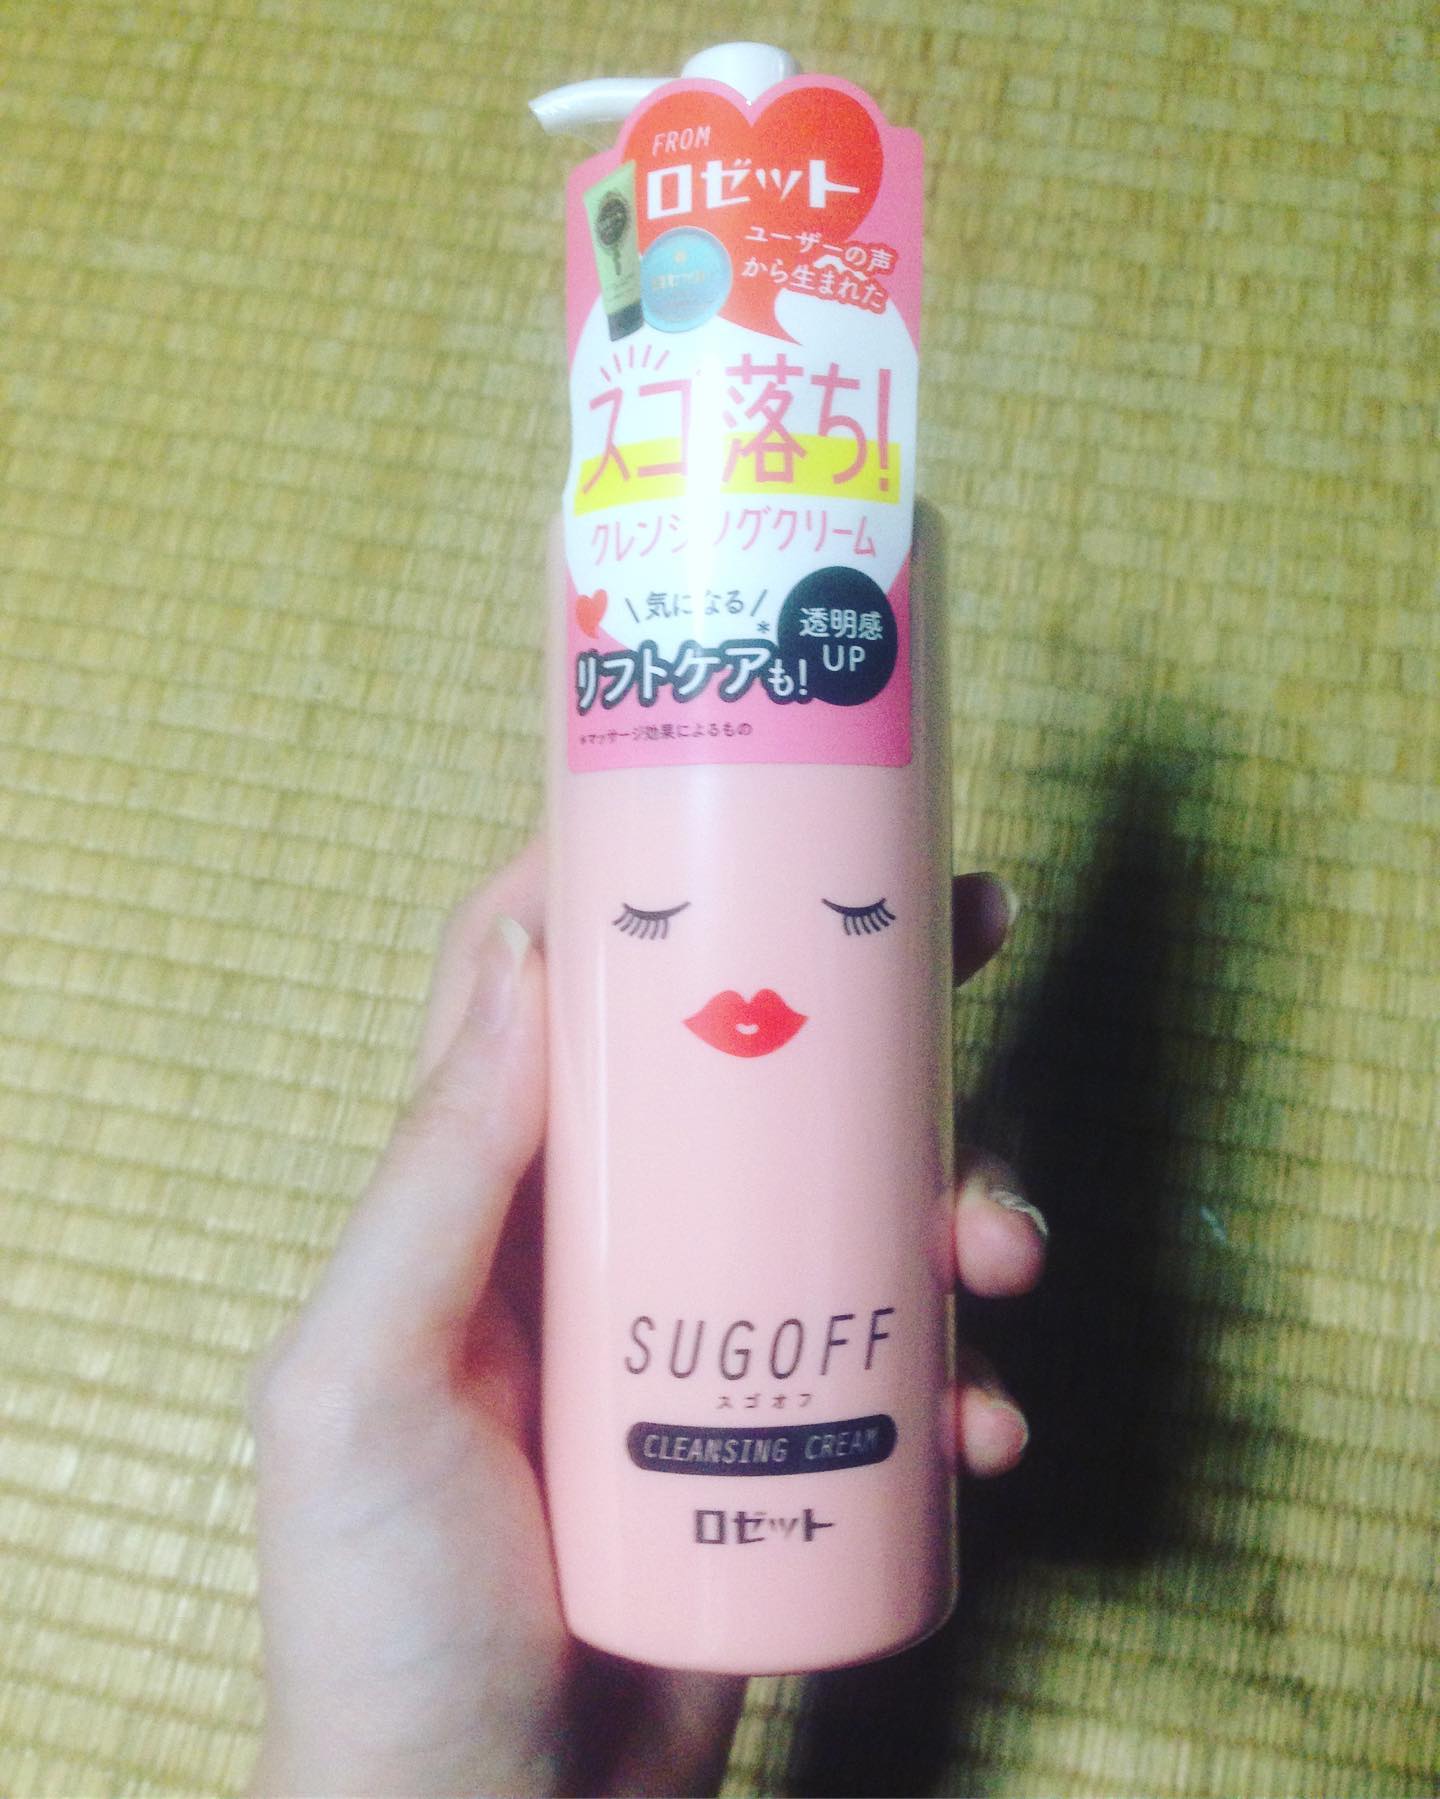 FROM
ロゼット
ユーザーの声
から生まれた
スゴ落ち!
クレンジングクリーム
\気になる/
リフトケア*も!
透明感
UP
*マッサージ効果によるもの
SUGOFF
スゴオフ
CLEANSING CREAM
ロゼット